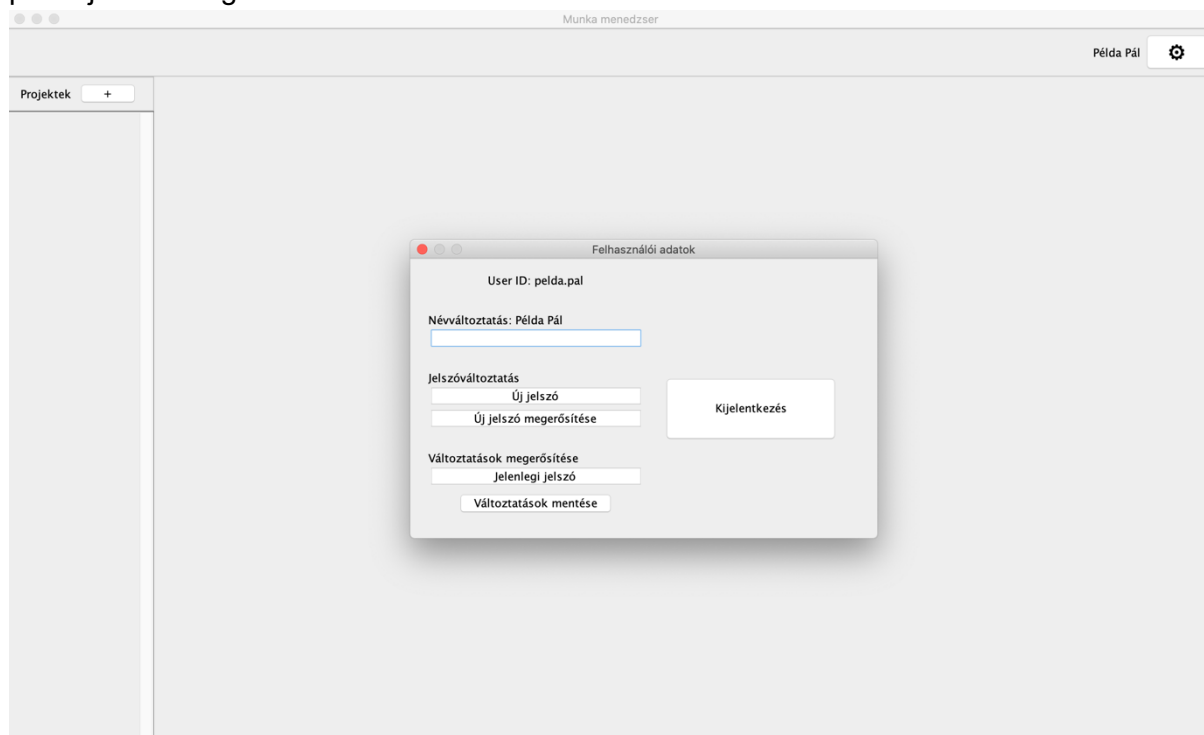 Munka menedzser
Példa Pál
Projektek +
Felhasználói adatok
User ID: pelda.pal
Névváltoztatás: Példa Pál
Jelszóváltoztatás
Új jelszó
Új jelszó megerősítése
Kijelentkezés
Változtatások megerősítése
Jelenlegi jelszó
Változtatások mentése